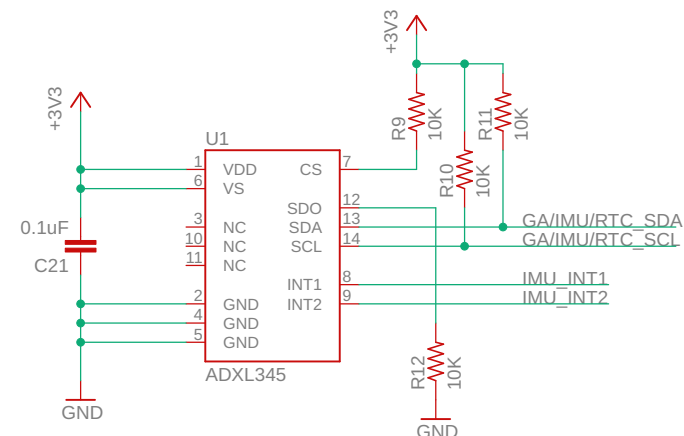 +3V3
+3V3
R9
10K
R10
10K
R11
10K
U1
1 VDD CS 7
6 VS
SDO 12
3 NC SDA 13 GA/IMU/RTC_SDA
10 NC SCL 14 GA/IMU/RTC_SCL
11 NC
INT1 8 IMU_INT1
2 GND INT2 9 IMU_INT2
4 GND
5 GND
0.1uF
C21
ADXL345
R12
10K
GND
GND